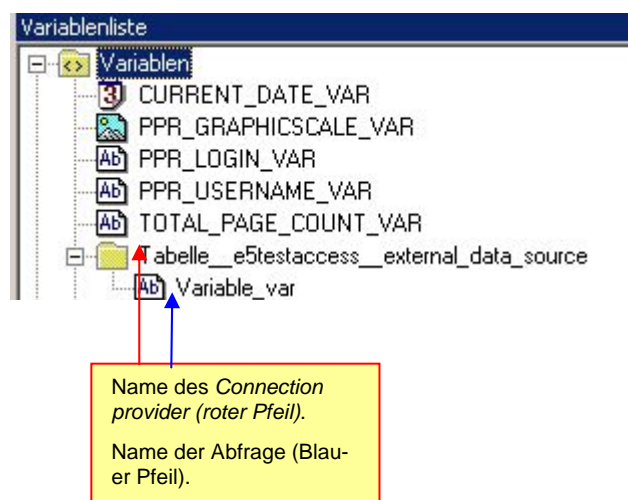 Variablenliste
Variablen
CURRENT_DATE_VAR
PPR_GRAPHICSCALE_VAR
PPR_LOGIN_VAR
PPR_USERNAME_VAR
TOTAL_PAGE_COUNT_VAR
Tabelle__e5testaccess__external_data_source
Variable_var
Name des Connection
provider (roter Pfeil).
Name der Abfrage (Blau-
er Pfeil).